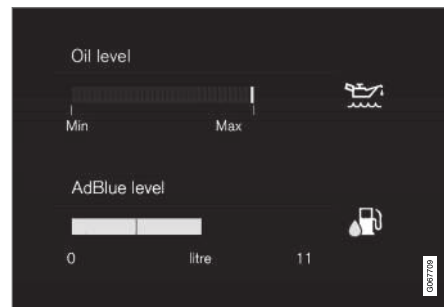 Oil level
Min Max
AdBlue level
0 litre 11
G067709